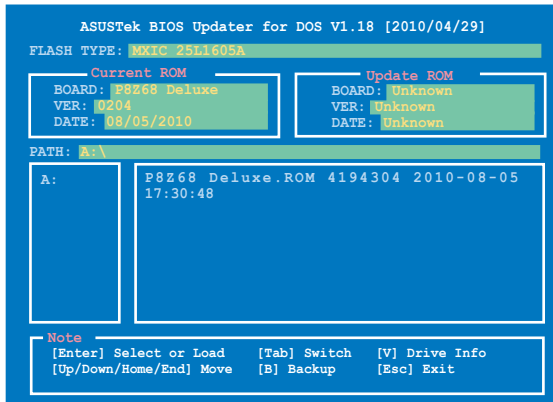 ASUSTek BIOS Updater for DOS V1.18 [2010/04/29]
FLASH TYPE: MXIC 25L1605A
Current ROM
BOARD: P8Z68 Deluxe
VER: 0204
DATE: 08/05/2010
Update ROM
BOARD: Unknown
VER: Unknown
DATE: Unknown
PATH: A:\
A:
P8Z68 Deluxe.ROM 4194304 2010-08-05
17:30:48
Note
[Enter] Select or Load [Tab] Switch [V] Drive Info
[Up/Down/Home/End] Move [B] Backup [Esc] Exit